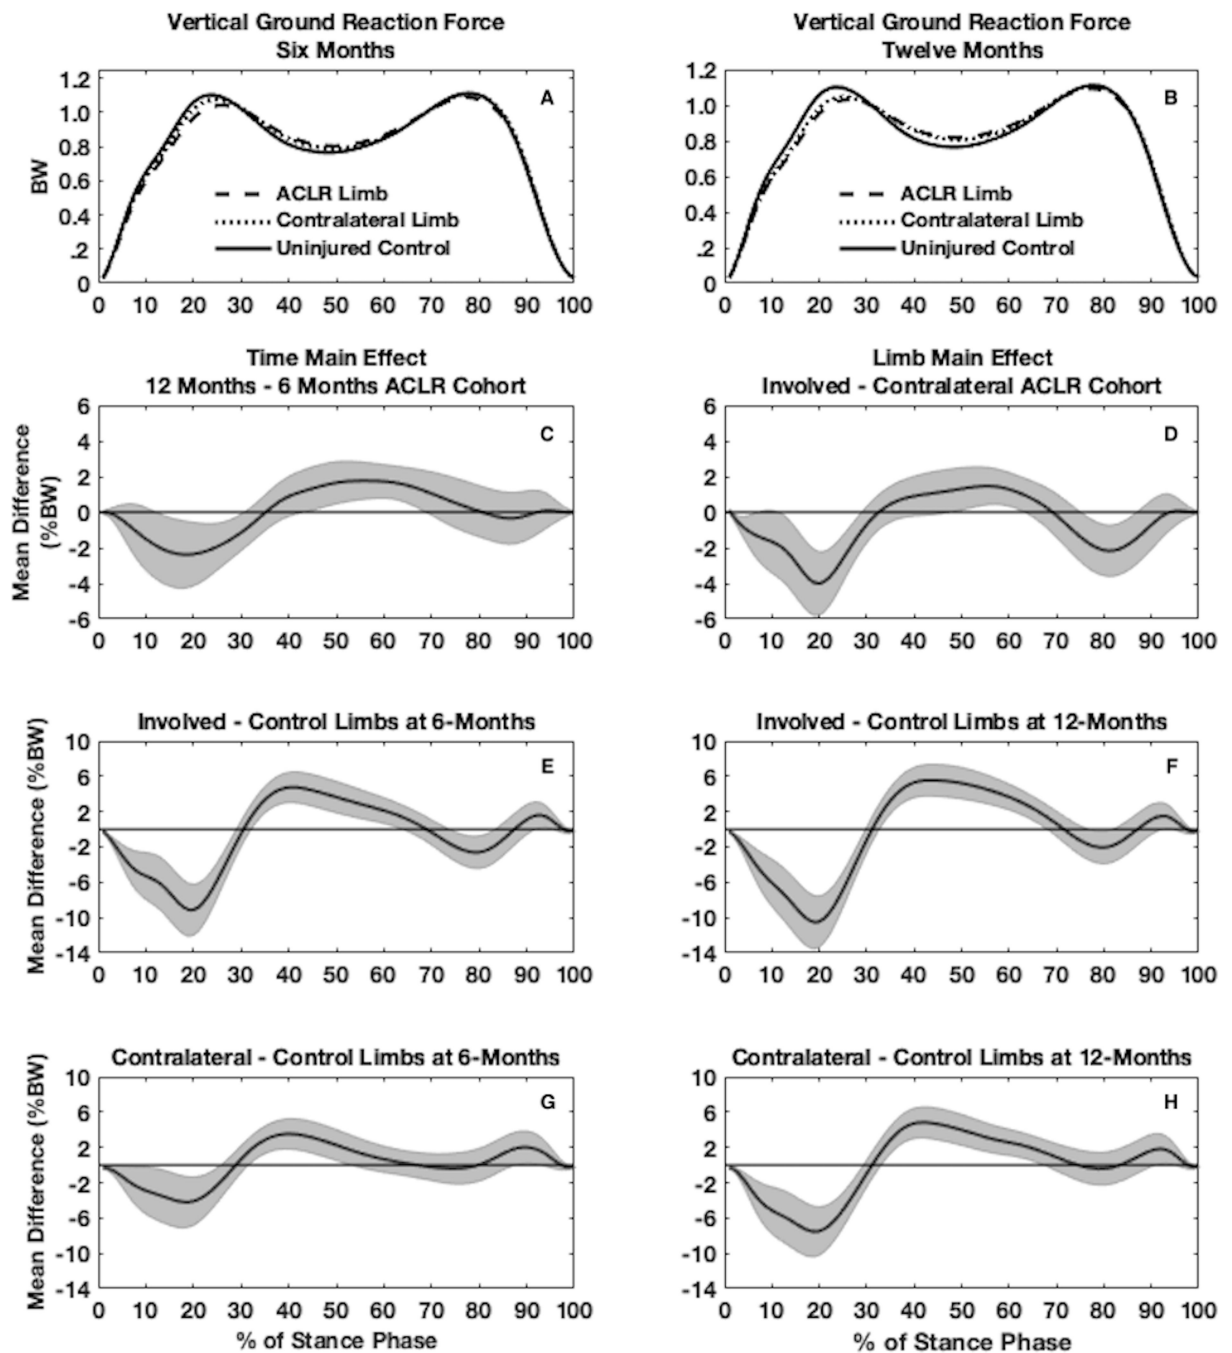 Vertical Ground Reaction Force
Six Months
1.2
1.0
0.8
0.6
0.4
.2
0
BW
A
ACLR Limb
Contralateral Limb
Uninjured Control
0 10 20 30 40 50 60 70 80 90 100
Vertical Ground Reaction Force
Twelve Months
1.2
1.0
0.8
0.6
0.4
.2
0
B
ACLR Limb
Contralateral Limb
Uninjured Control
0 10 20 30 40 50 60 70 80 90 100
Time Main Effect
12 Months - 6 Months ACLR Cohort
Mean Difference
(%BW)
6
4
2
0
-2
-4
-6
C
0 10 20 30 40 50 60 70 80 90 100
Limb Main Effect
Involved - Contralateral ACLR Cohort
6
4
2
0
-2
-4
-6
D
0 10 20 30 40 50 60 70 80 90 100
Involved - Control Limbs at 6-Months
Mean Difference (%BW)
10
6
2
-2
-6
-10
-14
E
0 10 20 30 40 50 60 70 80 90 100
Involved - Control Limbs at 12-Months
10
6
2
-2
-6
-10
-14
F
0 10 20 30 40 50 60 70 80 90 100
Contralateral - Control Limbs at 6-Months
Mean Difference (%BW)
10
6
2
-2
-6
-10
-14
G
0 10 20 30 40 50 60 70 80 90 100
% of Stance Phase
Contralateral - Control Limbs at 12-Months
10
6
2
-2
-6
-10
-14
H
0 10 20 30 40 50 60 70 80 90 100
% of Stance Phase